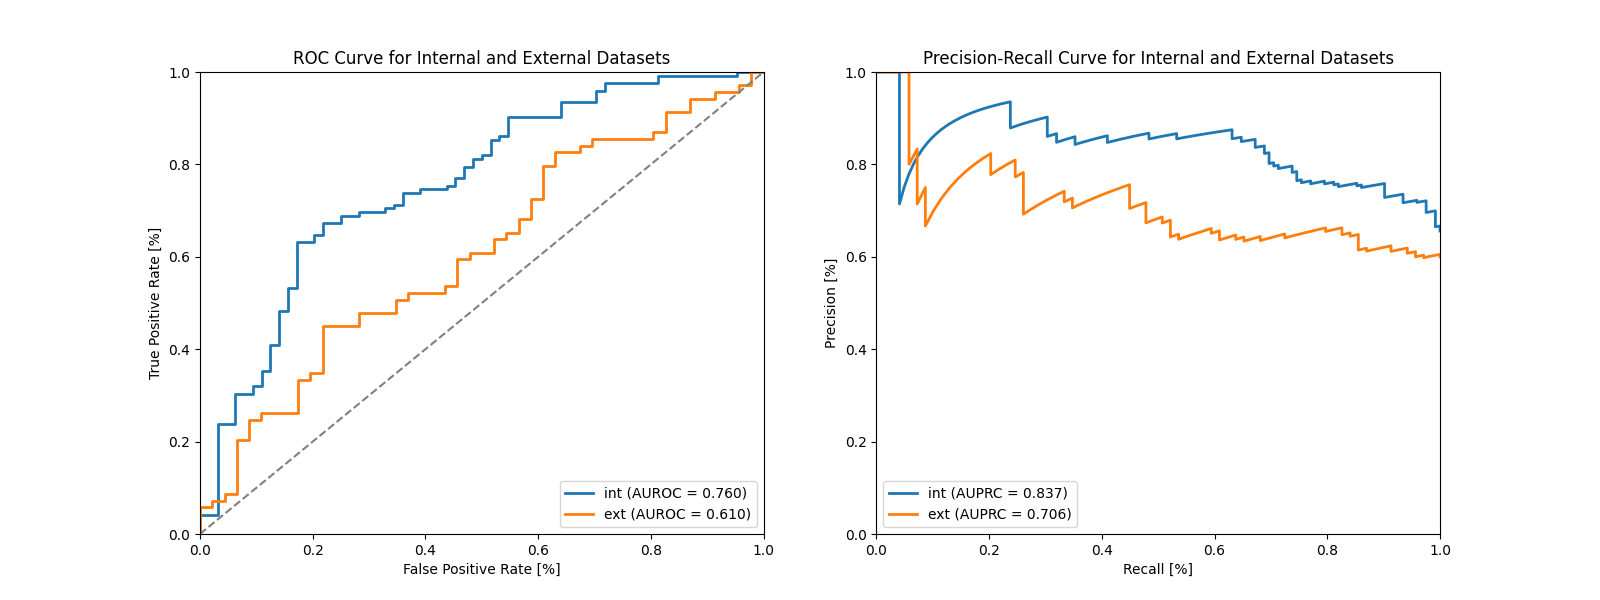 ROC Curve for Internal and External Datasets
1.0
0.8
0.6
0.4
0.2
0.0
True Positive Rate [%]
int (AUROC = 0.760)
ext (AUROC = 0.610)
0.0 0.2 0.4 0.6 0.8 1.0
False Positive Rate [%]
Precision-Recall Curve for Internal and External Datasets
1.0
0.8
0.6
0.4
0.2
0.0
Precision [%]
int (AUPRC = 0.837)
ext (AUPRC = 0.706)
0.0 0.2 0.4 0.6 0.8 1.0
Recall [%]